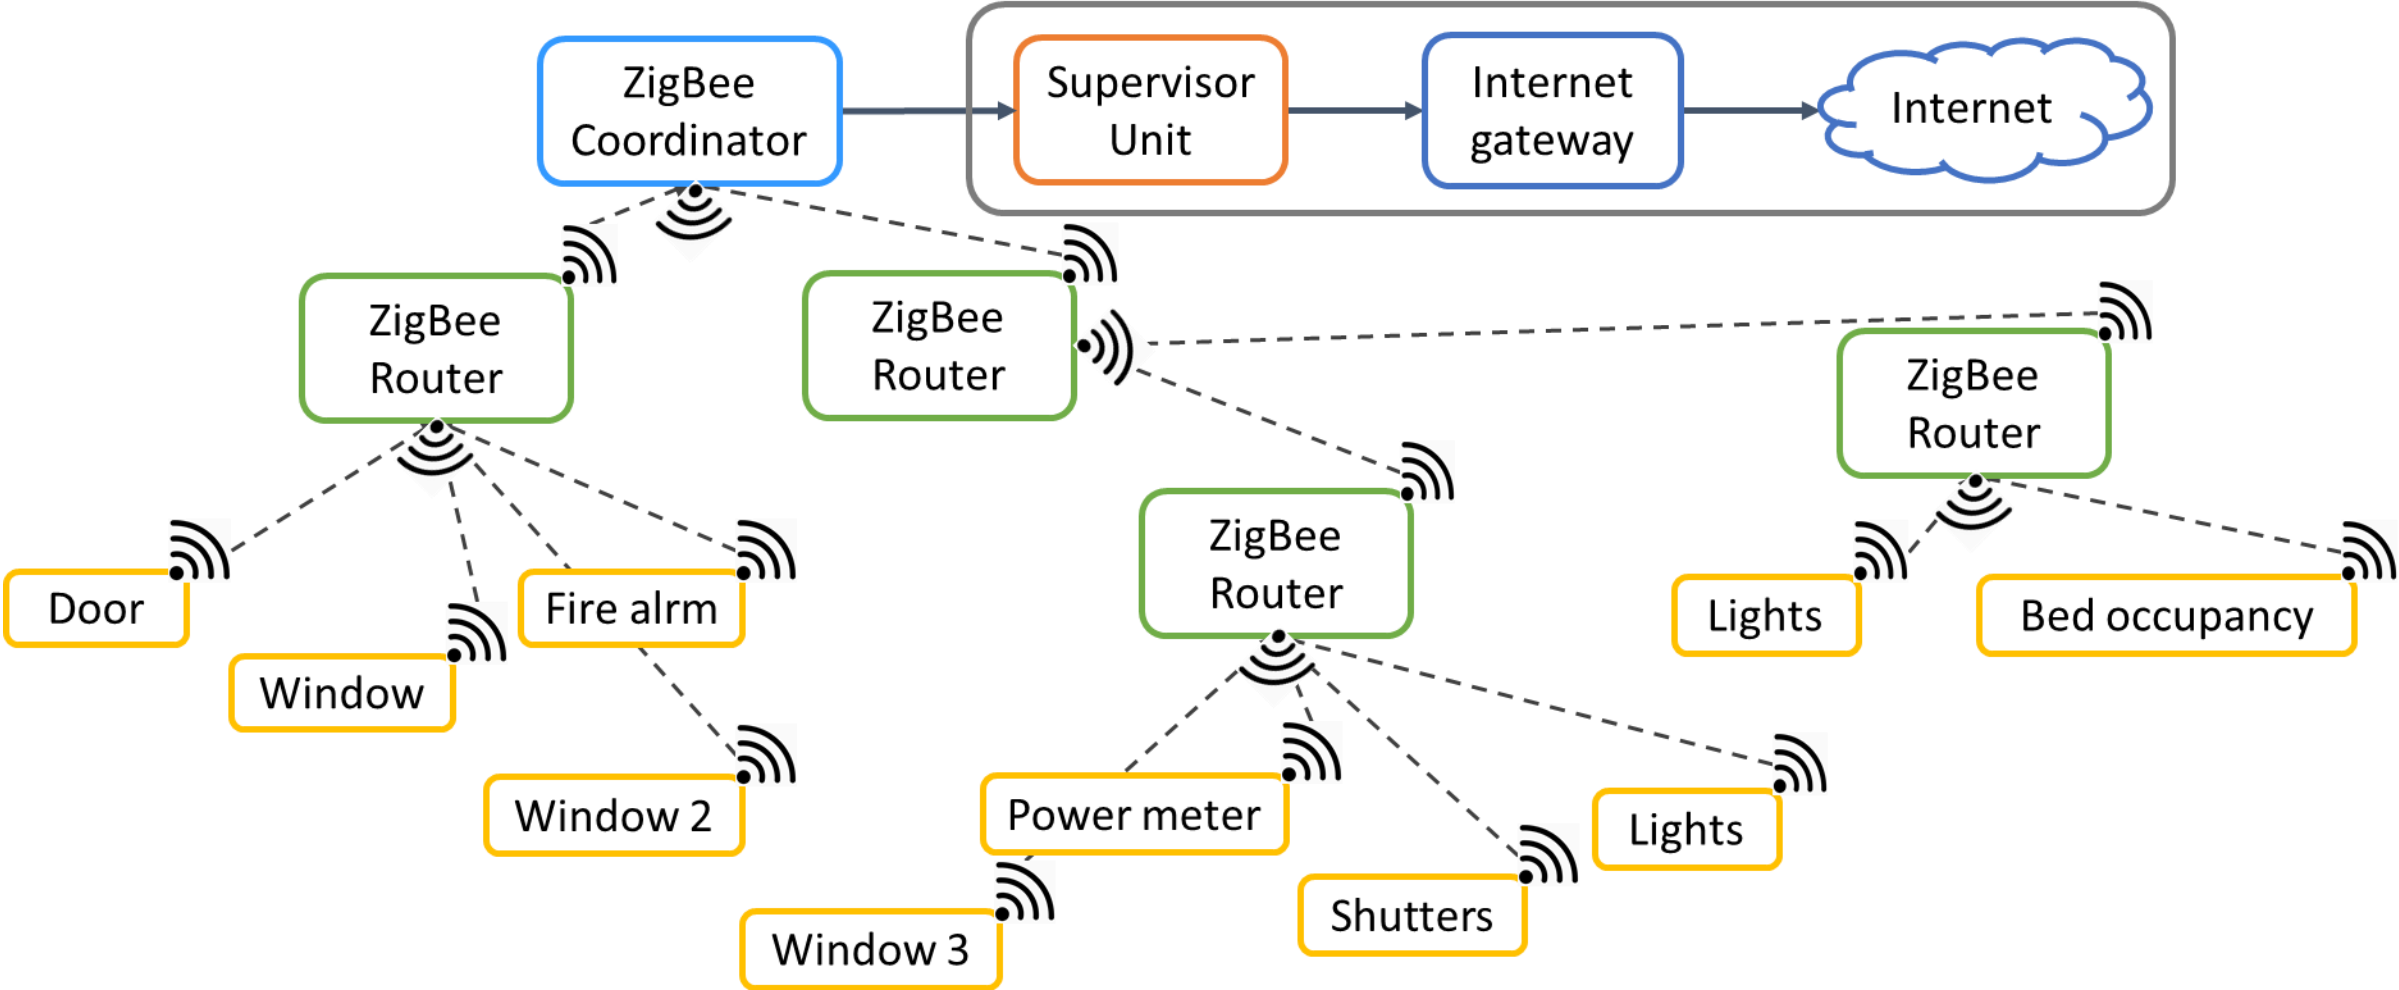 ZigBee
Coordinator
Supervisor
Unit
Internet
gateway
Internet
ZigBee
Router
ZigBee
Router
ZigBee
Router
ZigBee
Router
Door
Window
Fire alrm
Window 2
Lights
Bed occupancy
Power meter
Window 3
Shutters
Lights